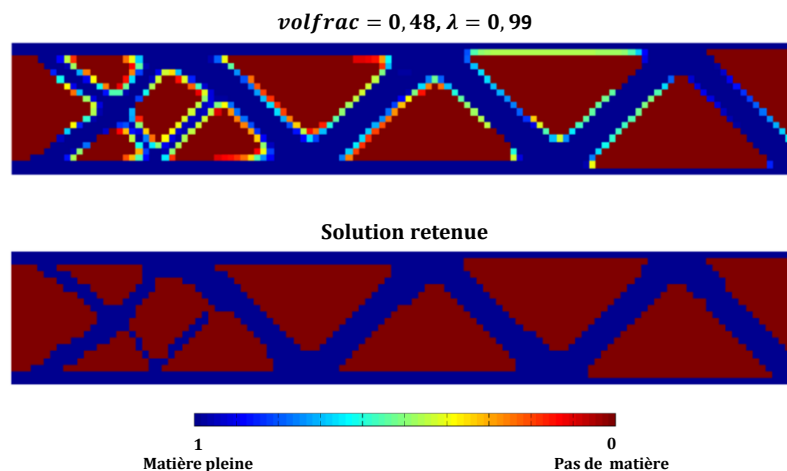 volfrac = 0, 48, λ = 0, 99
Solution retenue
1 0
Matière pleine Pas de matière